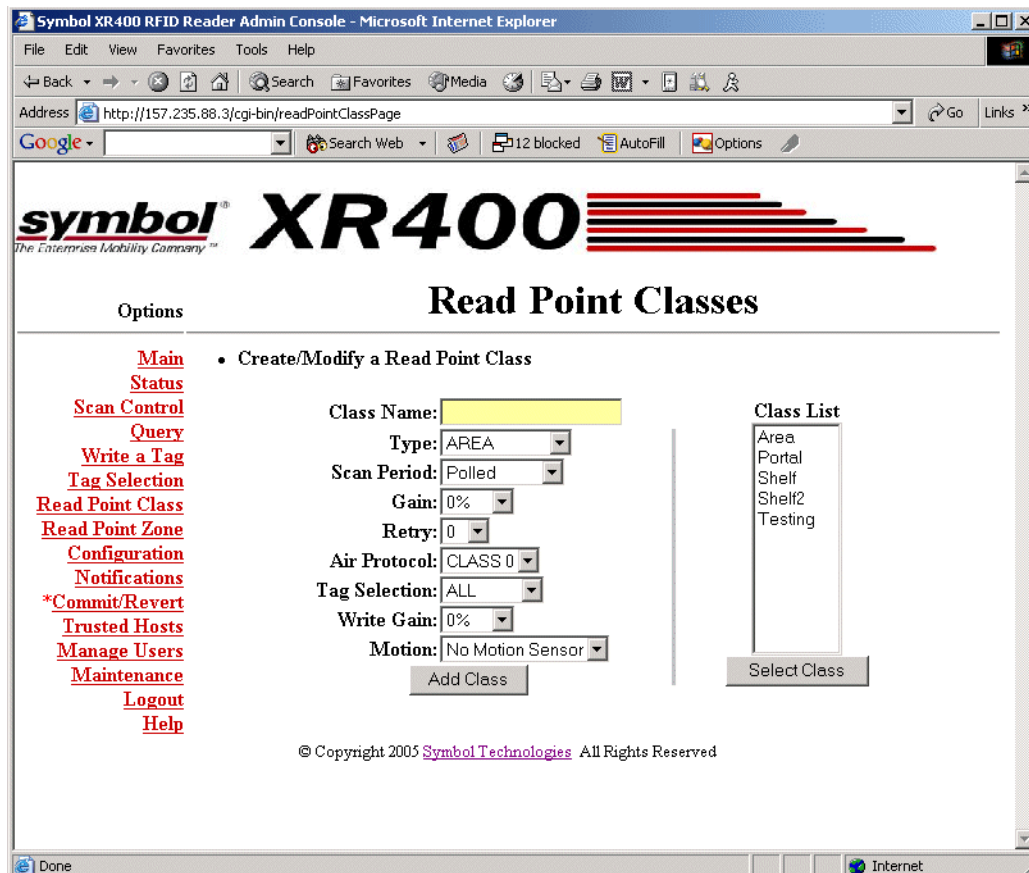 Symbol XR400 RFID Reader Admin Console - Microsoft Internet Explorer
File Edit View Favorites Tools Help
Back Search Favorites Media
Address http://157.235.88.3/cgi-bin/readPointClassPage Go Links »
Google Search Web 12 blocked AutoFill Options
symbol® XR400
The Enterprise Mobility Company ™
Options
Read Point Classes
Main
Status
Scan Control
Query
Write a Tag
Tag Selection
Read Point Class
Read Point Zone
Configuration
Notifications
*Commit/Revert
Trusted Hosts
Manage Users
Maintenance
Logout
Help
• Create/Modify a Read Point Class
Class Name:
Type: AREA
Scan Period: Polled
Gain: 0%
Retry: 0
Air Protocol: CLASS 0
Tag Selection: ALL
Write Gain: 0%
Motion: No Motion Sensor
Add Class
Class List
Area
Portal
Shelf
Shelf2
Testing
Select Class
© Copyright 2005 Symbol Technologies All Rights Reserved
Done Internet